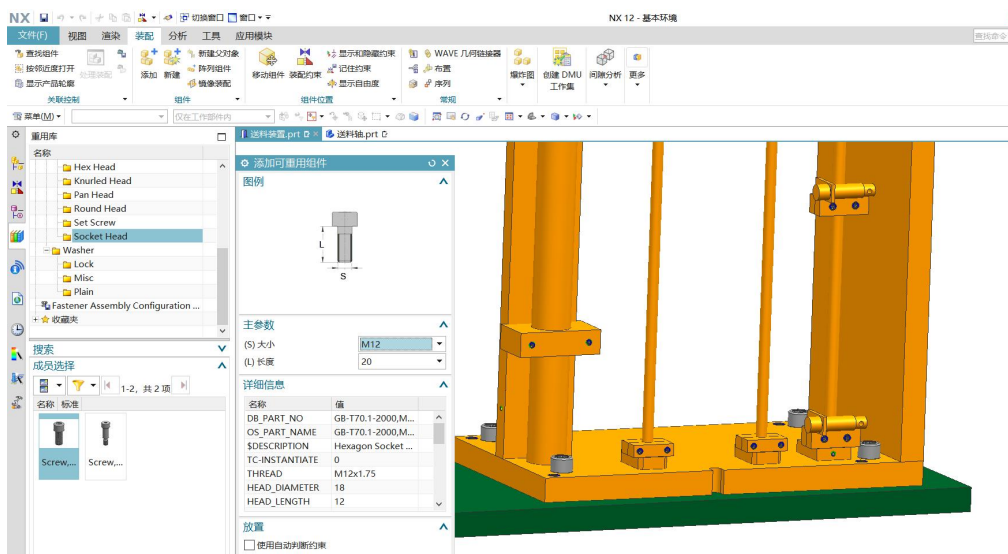 NX 切换窗口 窗口 NX 12 - 基本环境
文件(F) 视图 渲染 装配 分析 工具 应用模块 查找命令
查找组件 新建父对象 显示和隐藏约束 WAVE 几何链接器
按邻近度打开 处理装配 添加 新建 阵列组件 移动组件 装配约束 记住约束 布置 爆炸图 创建 DMU 工作集 间隙分析 更多
显示产品轮廓 镜像装配 显示自由度 序列
关联控制 组件 组件位置 常规
菜单(M) 仅在工作部件内
重用库
名称
Hex Head
Knurled Head
Pan Head
Round Head
Set Screw
Socket Head
Washer
Lock
Misc
Plain
Fastener Assembly Configuration ...
收藏夹
搜索
成员选择
1-2, 共 2 项
名称 标准
Screw,... Screw,...
送料装置.prt 送料轴.prt
添加可重用组件
图例
L
S
主参数
(S) 大小 M12
(L) 长度 20
详细信息
名称 值
DB_PART_NO GB-T70.1-2000,M...
OS_PART_NAME GB-T70.1-2000,M...
$DESCRIPTION Hexagon Socket ...
TC-INSTANTIATE 0
THREAD M12x1.75
HEAD_DIAMETER 18
HEAD_LENGTH 12
放置
使用自动判断约束